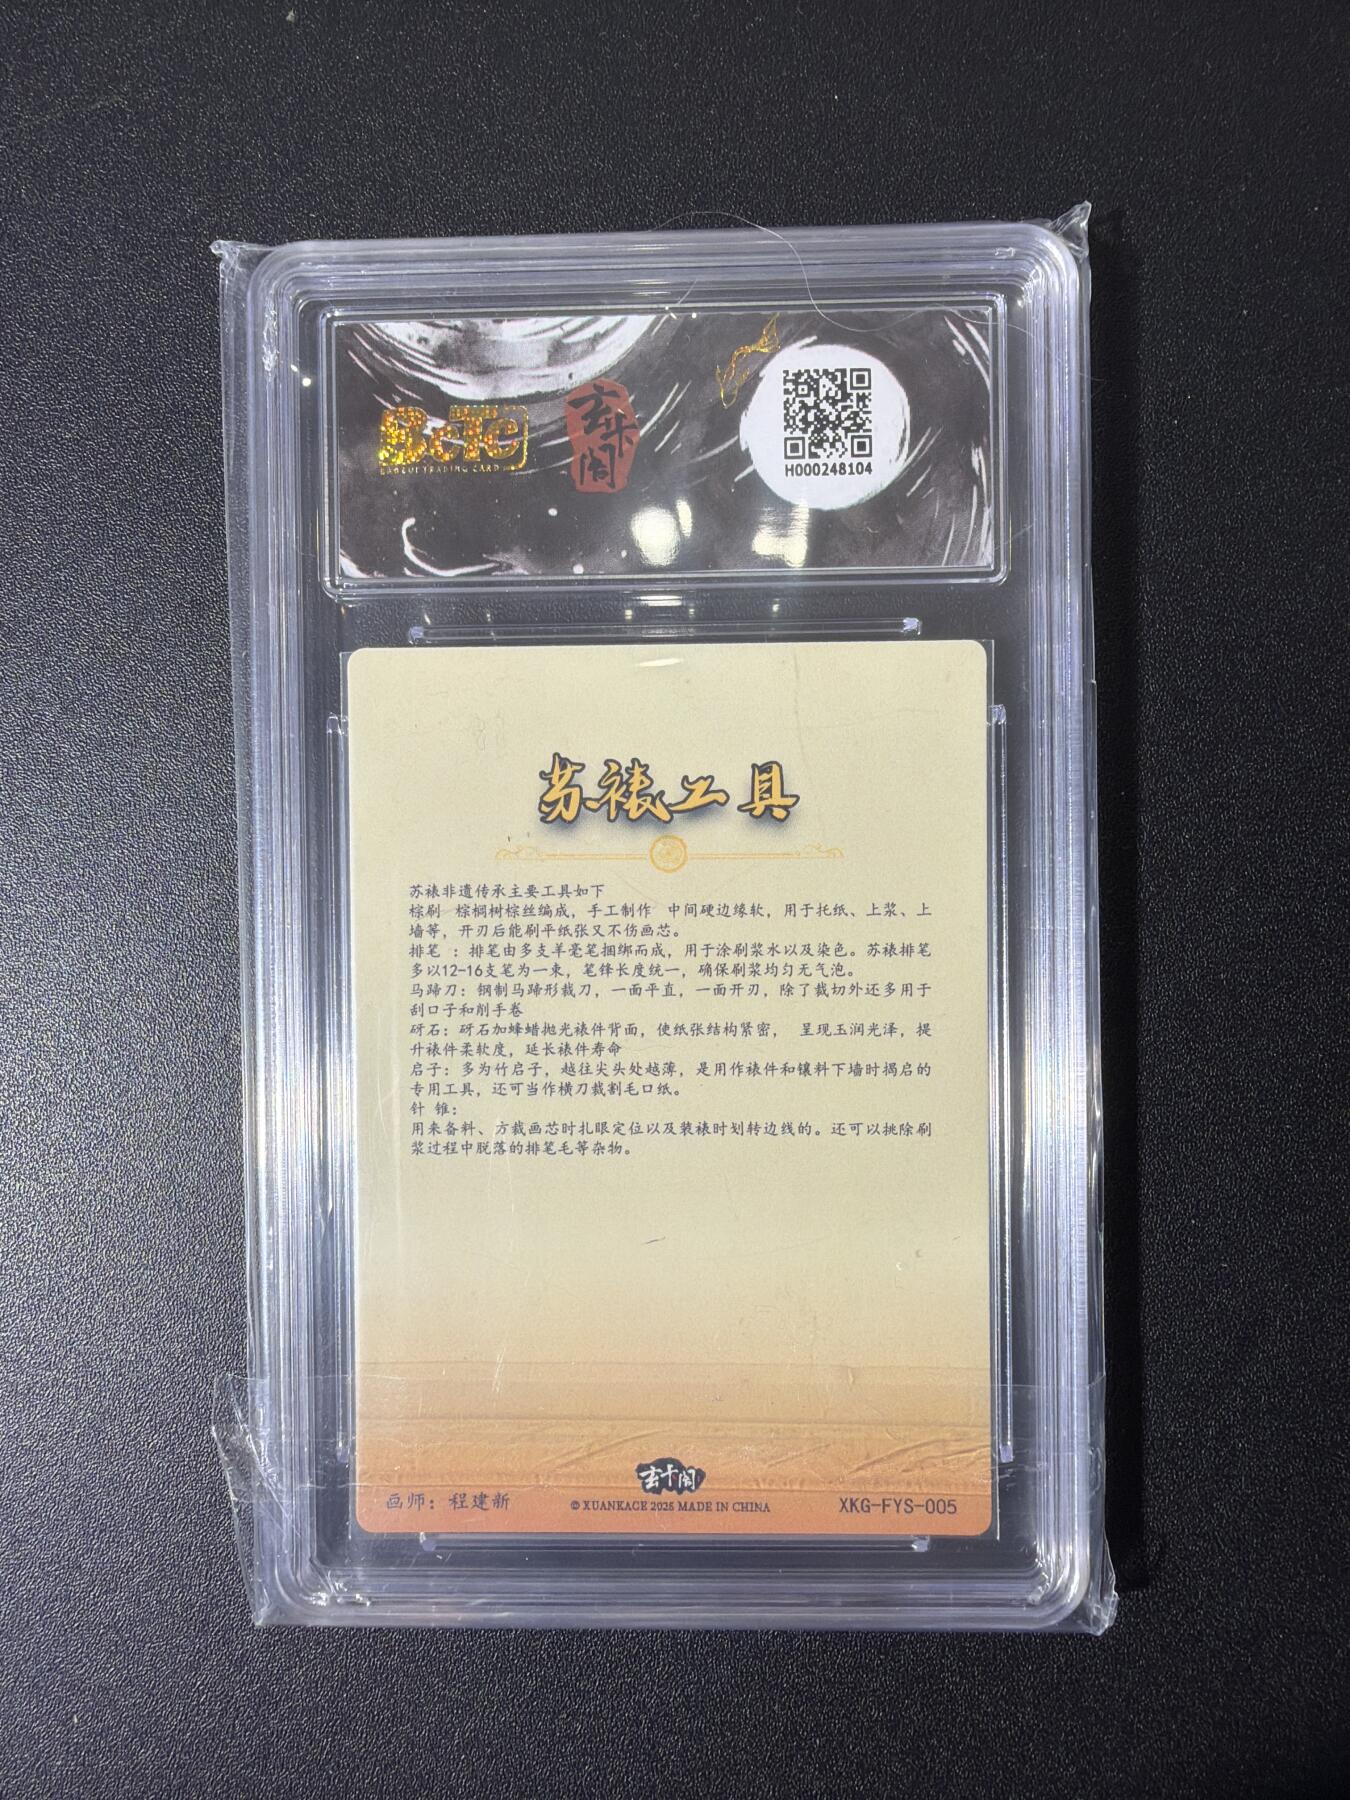 BcTc
玄卡阁
H000248104
苏裱工具
苏裱非遗传承主要工具如下
棕刷 棕榈树棕丝编成，手工制作 中间硬边缘软，用于托纸、上浆、上
墙等，开刃后能刷平纸张又不伤画芯。
排笔 ：排笔由多支羊毫笔捆绑而成，用于涂刷浆水以及染色。苏裱排笔
多以12-16支笔为一束，笔锋长度统一，确保刷浆均匀无气泡。
马蹄刀：钢制马蹄形裁刀，一面平直，一面开刃，除了裁切外还多用于
刮口子和削手卷
砑石：砑石加蜂蜡抛光裱件背面，使纸张结构紧密， 呈现玉润光泽，提
升裱件柔软度，延长裱件寿命
启子：多为竹启子，越往尖头处越薄，是用作裱件和镶料下墙时揭启的
专用工具，还可当作横刀裁割毛口纸。
针 锥：
用来备料、方裁画芯时扎眼定位以及装裱时划转边线的。还可以挑除刷
浆过程中脱落的排笔毛等杂物。
玄卡阁
画师：程建新
© XUANKAGE 2025 MADE IN CHINA
XKG-FYS-005